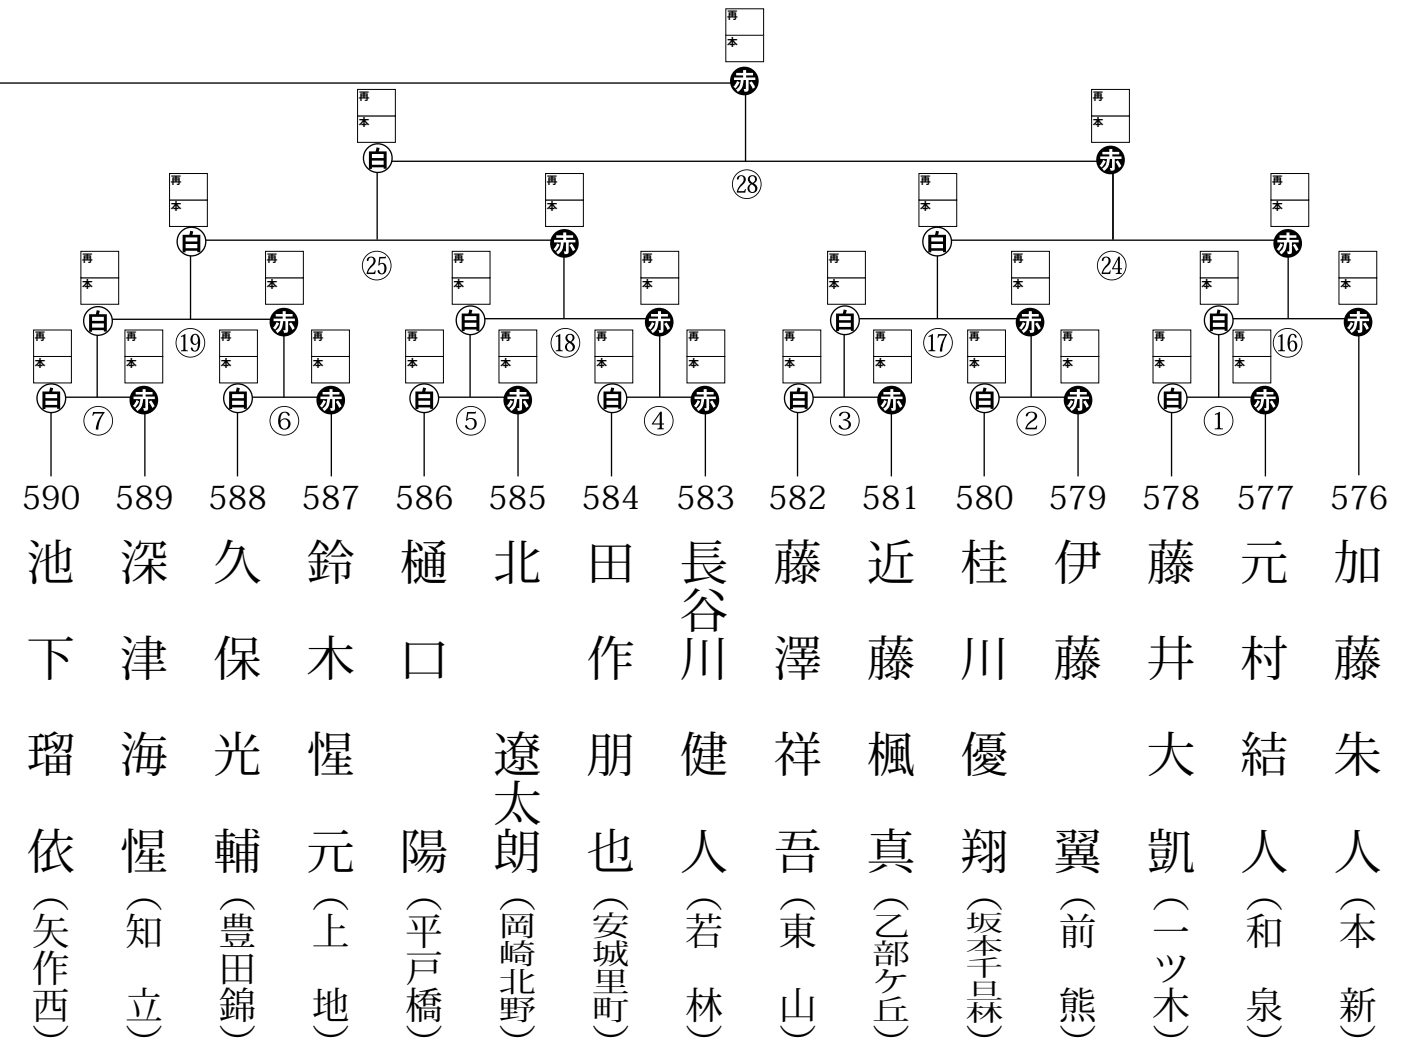 再
本
赤
再 再
本 本
白 赤
㉘
再 再 再 再
本 本 本 本
白 赤 白 赤
㉕ ㉔
再 再 再 再 再 再 再 再
本 本 本 本 本 本 本 本
白 赤 白 赤 白 赤 白 赤
⑲ ⑱ ⑰ ⑯
再 再 再 再 再 再 再 再 再 再 再 再 再 再
本 本 本 本 本 本 本 本 本 本 本 本 本 本
白 赤 白 赤 白 赤 白 赤 白 赤 白 赤 白 赤
⑦ ⑥ ⑤ ④ ③ ② ①
576 加藤朱人(本新)
577 元村結人(和泉)
578 藤井大凱(一ツ木)
579 伊藤翼(前熊)
580 桂川優翔(坂本千旦森)
581 近藤楓真(乙部ケ丘)
582 藤澤祥吾(東山)
583 長谷川健人(若林)
584 田作朋也(安城里町)
585 北遼太朗(岡崎北野)
586 樋口陽(平戸橋)
587 鈴木惺元(上地)
588 久保光輔(豊田錦)
589 深津海惺(知立)
590 池下瑠依(矢作西)